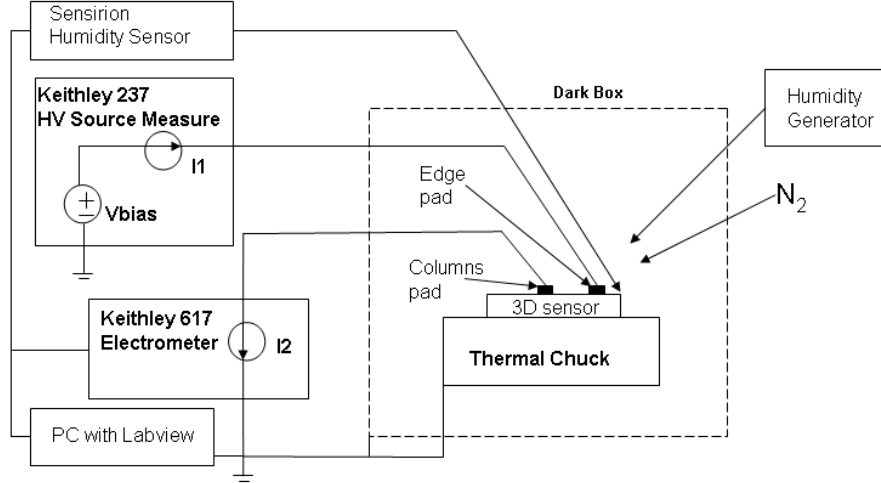 Sensirion
Humidity Sensor
Keithley 237
HV Source Measure
I1
Vbias
Dark Box
Humidity
Generator
Edge
pad
N2
Columns
pad
3D sensor
Keithley 617
Electrometer
I2
Thermal Chuck
PC with Labview